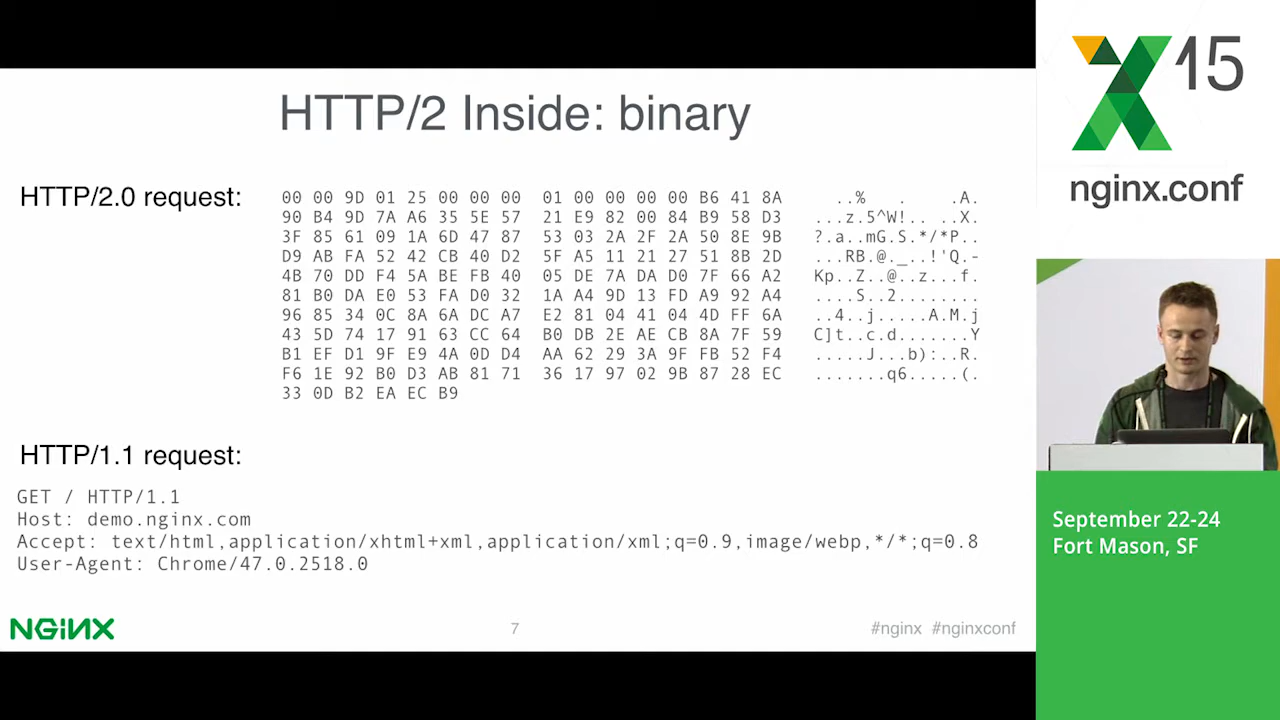 HTTP/2 Inside: binary
HTTP/2.0 request:
00 00 9D 01 25 00 00 00 01 00 00 00 00 B6 41 8A ..% . .A.
90 B4 9D 7A A6 35 5E 57 21 E9 82 00 84 B9 58 D3 ...z.5^W!.. ..X.
3F 85 61 09 1A 6D 47 87 53 03 2A 2F 2A 50 8E 9B ?.a..mG.S.*/*P..
D9 AB FA 52 42 CB 40 D2 5F A5 11 21 27 51 8B 2D ...RB.@._..!'Q.-
4B 70 DD F4 5A BE FB 40 05 DE 7A DA D0 7F 66 A2 Kp..Z..@..z...f.
81 B0 DA E0 53 FA D0 32 1A A4 9D 13 FD A9 92 A4 ....S..2........
96 85 34 0C 8A 6A DC A7 E2 81 04 41 04 4D FF 6A ..4..j.....A.M.j
43 5D 74 17 91 63 CC 64 B0 DB 2E AE CB 8A 7F 59 C]t..c.d.......Y
B1 EF D1 9F E9 4A 0D D4 AA 62 29 3A 9F FB 52 F4 .....J...b):..R.
F6 1E 92 B0 D3 AB 81 71 36 17 97 02 9B 87 28 EC .......q6.....(.
33 0D B2 EA EC B9
HTTP/1.1 request:
GET / HTTP/1.1
Host: demo.nginx.com
Accept: text/html,application/xhtml+xml,application/xml;q=0.9,image/webp,*/*;q=0.8
User-Agent: Chrome/47.0.2518.0
NGINX
7
#nginx #nginxconf
15
nginx.conf
September 22-24
Fort Mason, SF